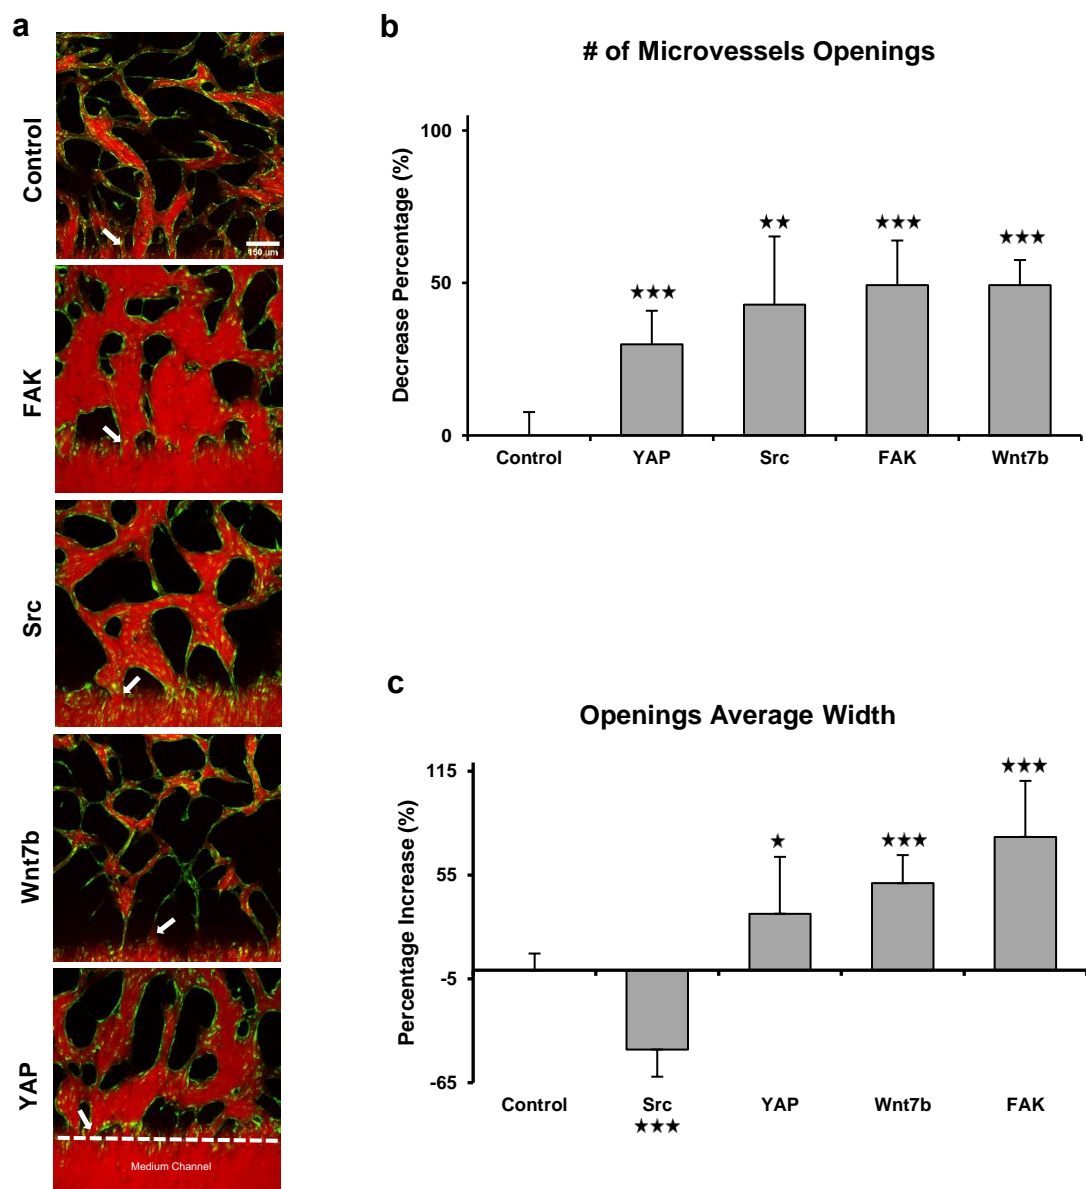 a
Control
150 µm
FAK
Src
Wnt7b
YAP
Medium Channel
b
# of Microvessels Openings
Decrease Percentage (%)
100
50
0
★★★
★★
★★★
★★★
Control YAP Src FAK Wnt7b
c
Openings Average Width
Percentage Increase (%)
115
55
-5
-65
★
★★★
★★★
Control Src YAP Wnt7b FAK
★★★